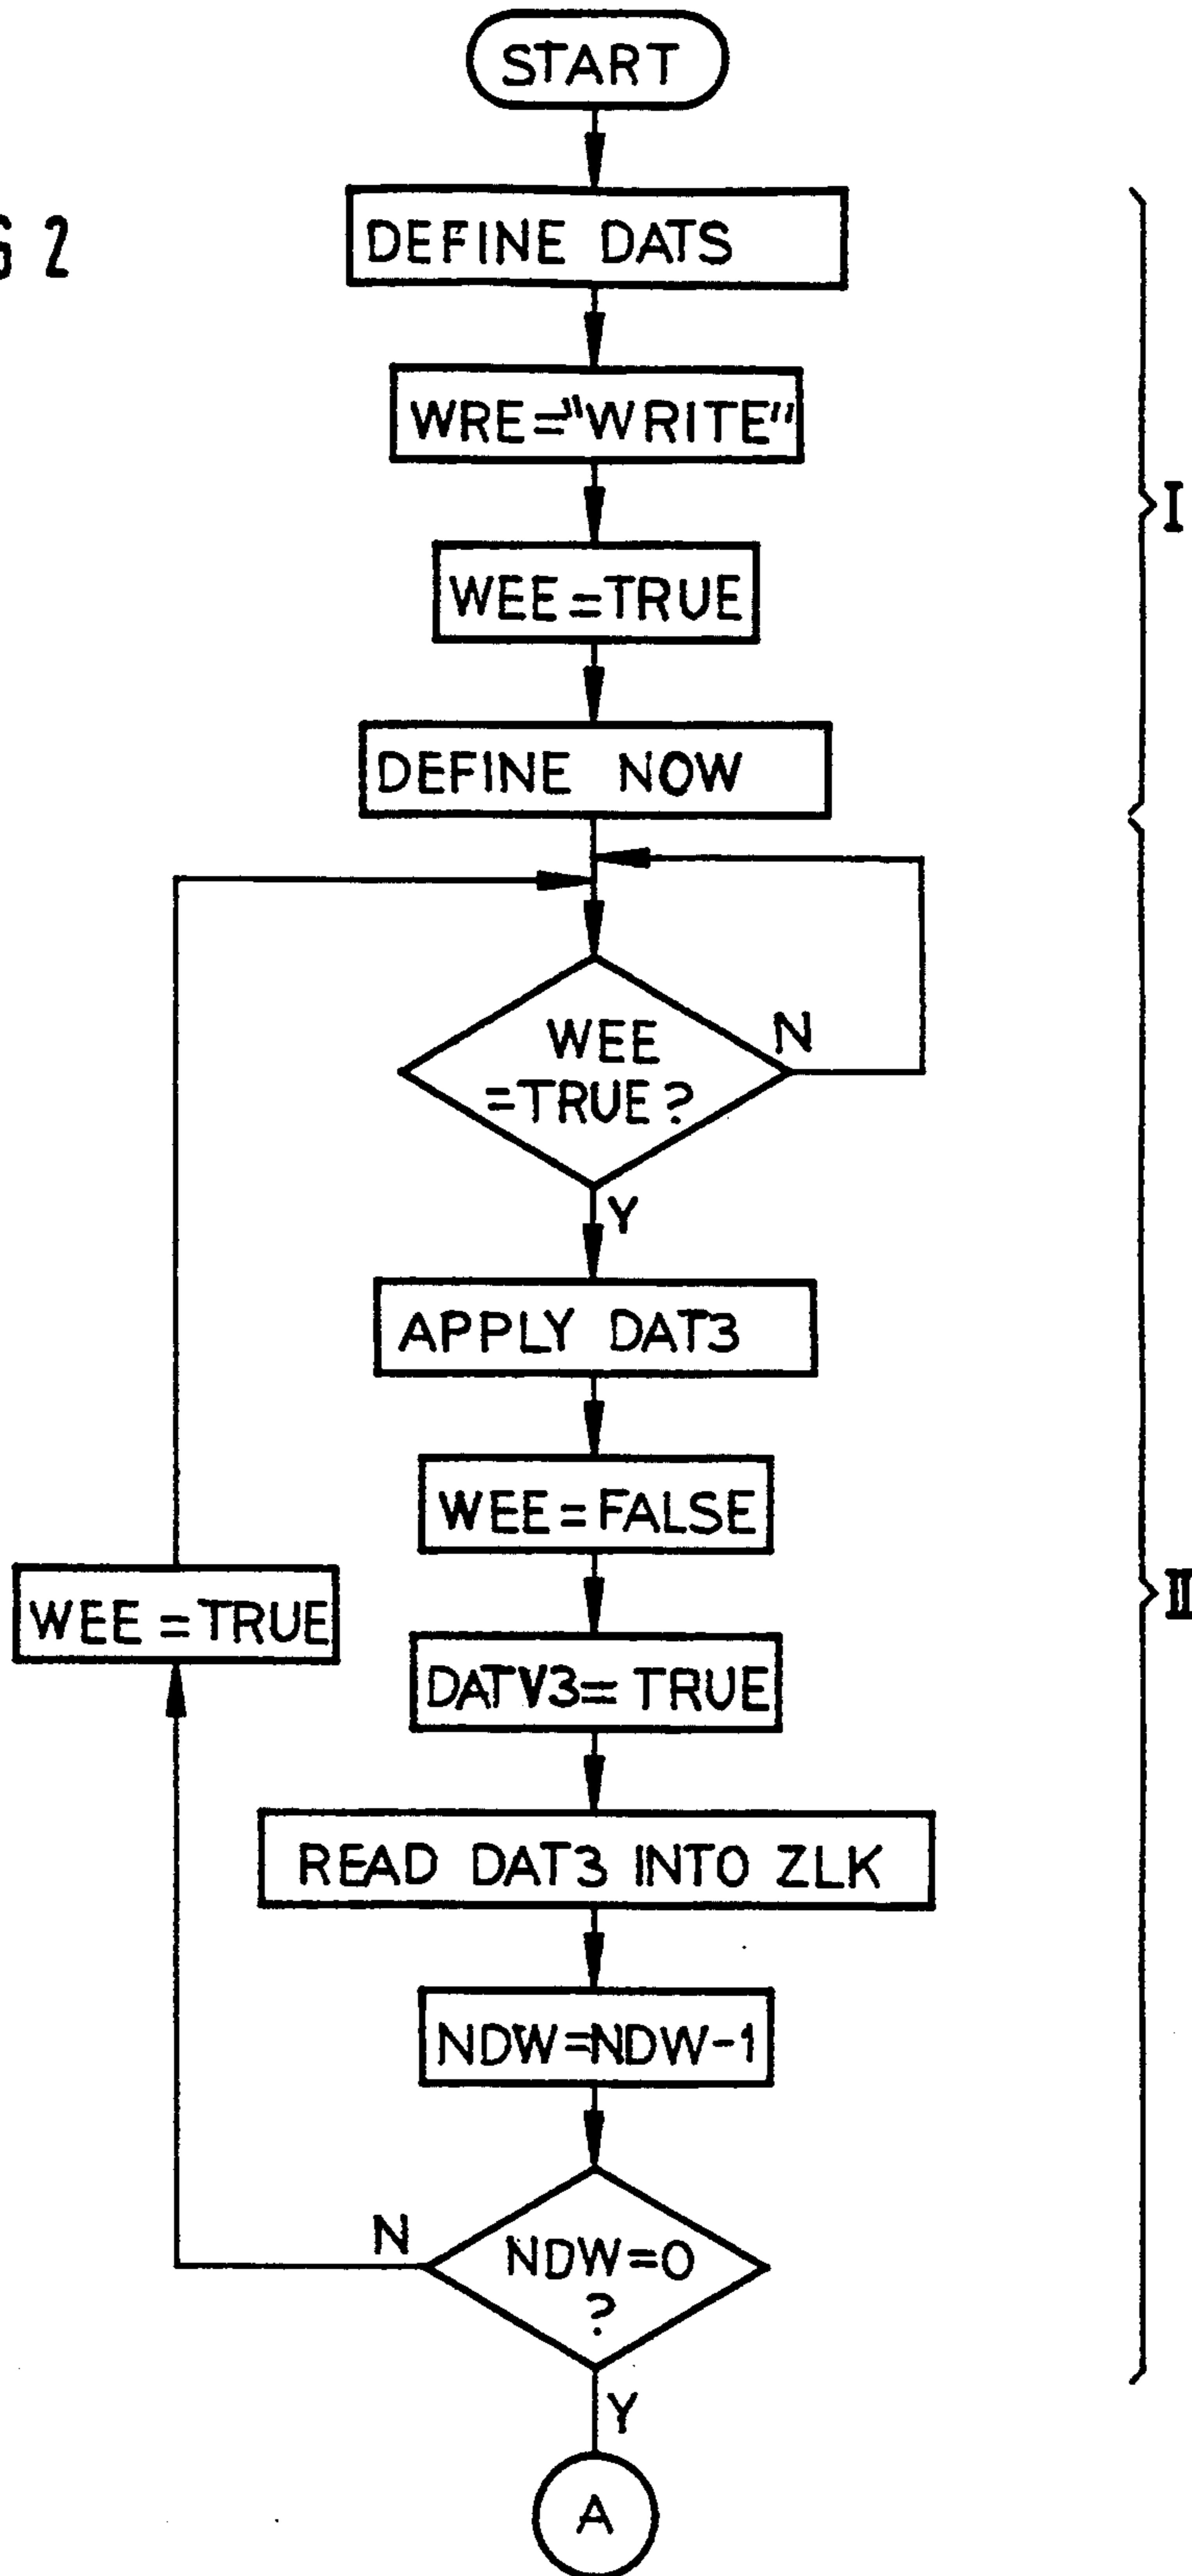 START
G 2
DEFINE DATS
WRE="WRITE"
I
WEE=TRUE
DEFINE NOW
WEE
=TRUE?
N
Y
APPLY DAT3
WEE=FALSE
WEE=TRUE
II
DATV3=TRUE
READ DAT3 INTO ZLK
NDW=NDW-1
N
NDW=0
?
Y
A